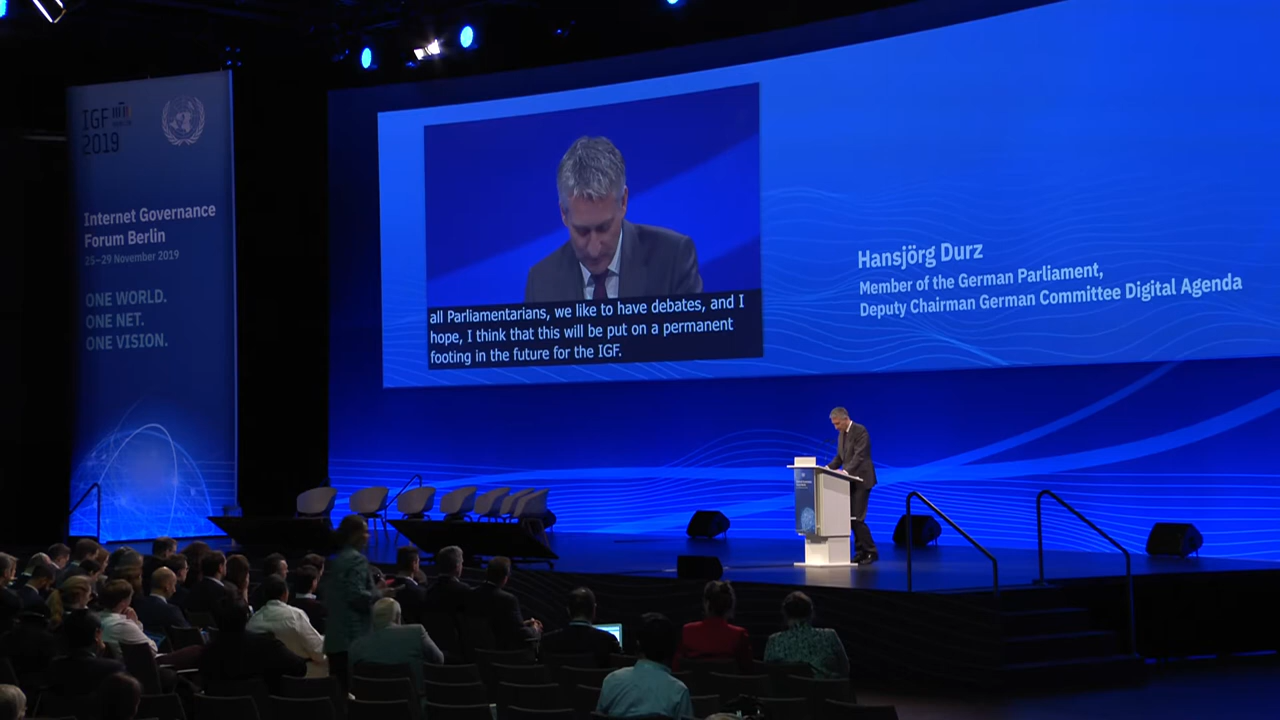 IGF
2019
Internet Governance
Forum Berlin
25–29 November 2019
ONE WORLD.
ONE NET.
ONE VISION.
all Parliamentarians, we like to have debates, and I
hope, I think that this will be put on a permanent
footing in the future for the IGF.
Hansjörg Durz
Member of the German Parliament,
Deputy Chairman German Committee Digital Agenda